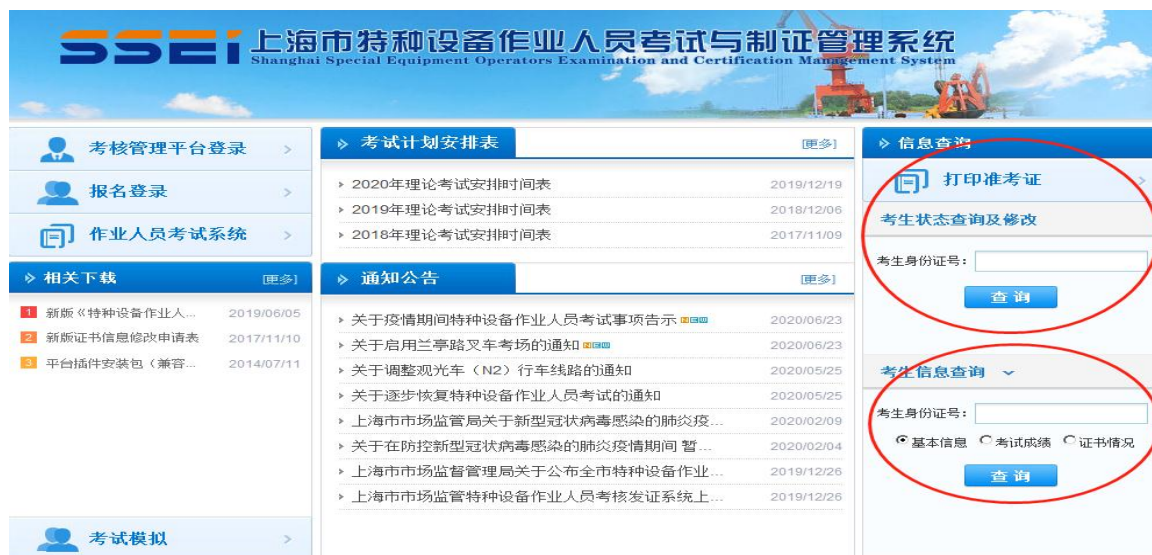 SSEi 上海市特种设备作业人员考试与制证管理系统
Shanghai Special Equipment Operators Examination and Certification Management System
考核管理平台登录
报名登录
作业人员考试系统
相关下载 [更多]
1 新版《特种设备作业人... 2019/06/05
2 新版证书信息修改申请表 2017/11/10
3 平台插件安装包（兼容... 2014/07/11
考试模拟
考试计划安排表 [更多]
2020年理论考试安排时间表 2019/12/19
2019年理论考试安排时间表 2018/12/06
2018年理论考试安排时间表 2017/11/09
通知公告 [更多]
关于疫情期间特种设备作业人员考试事项告示 2020/06/23
关于启用兰亭路叉车考场的通知 2020/06/23
关于调整观光车（N2）行车线路的通知 2020/05/25
关于逐步恢复特种设备作业人员考试的通知 2020/05/25
上海市市场监管局关于新型冠状病毒感染的肺炎疫... 2020/02/09
关于在防控新型冠状病毒感染的肺炎疫情期间 暂... 2020/02/04
上海市市场监督管理局关于公布全市特种设备作业... 2019/12/26
上海市市场监管特种设备作业人员考核发证系统上... 2019/12/26
信息查询
打印准考证
考生状态查询及修改
考生身份证号：
查 询
考生信息查询
考生身份证号：
基本信息 考试成绩 证书情况
查 询